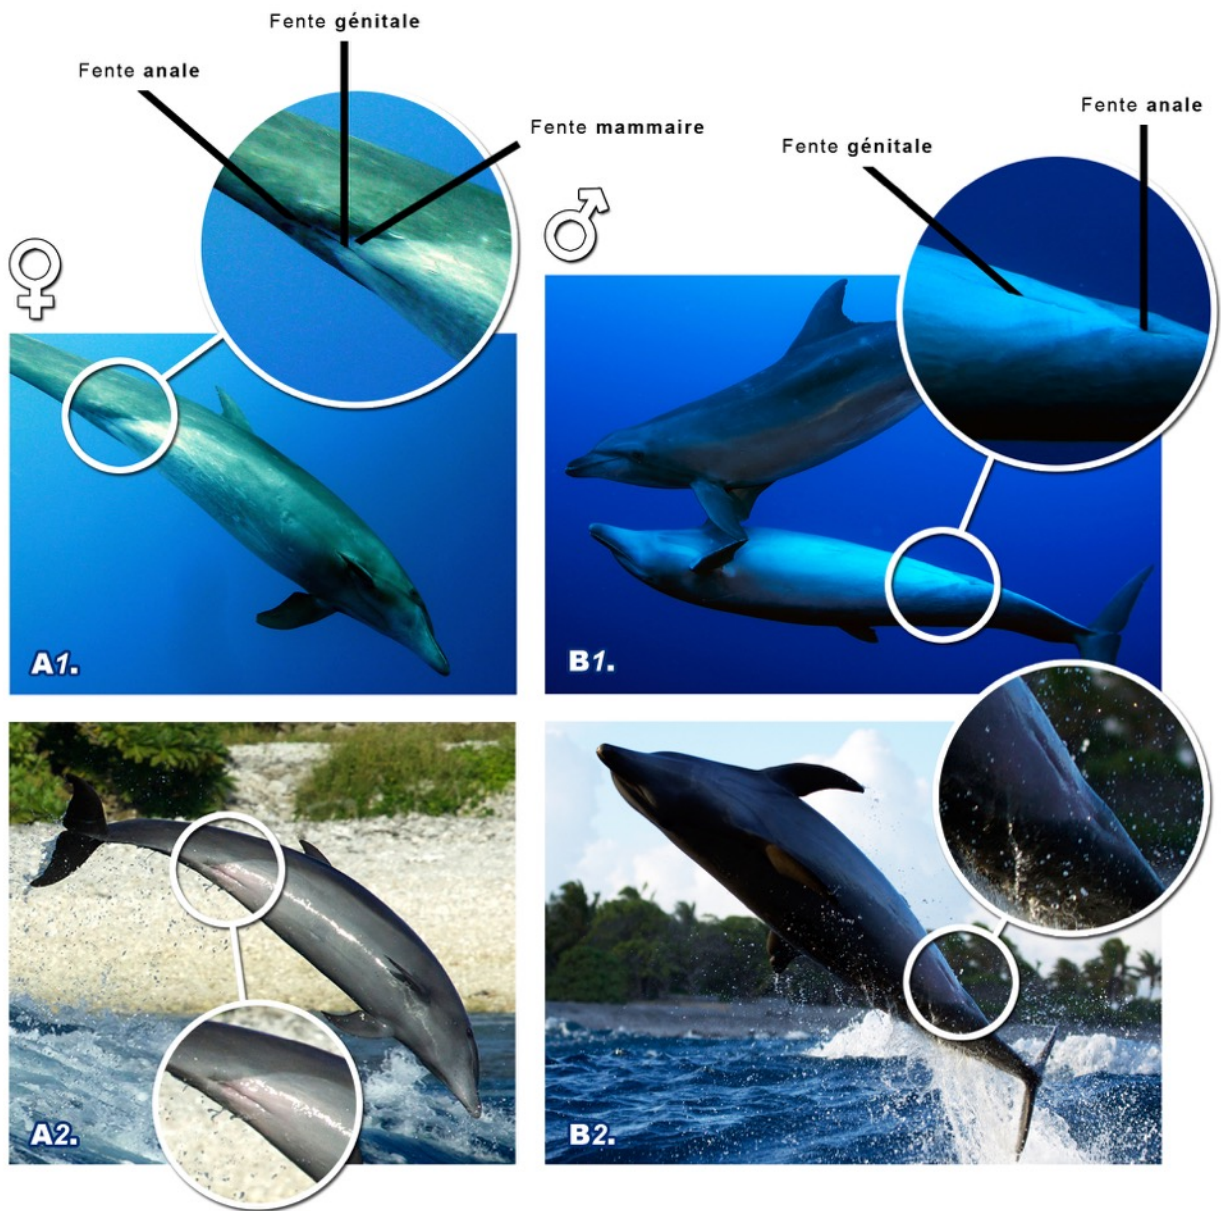 Fente génitale
Fente anale
Fente mammaire
Fente anale
Fente génitale
A1.
B1.
A2.
B2.